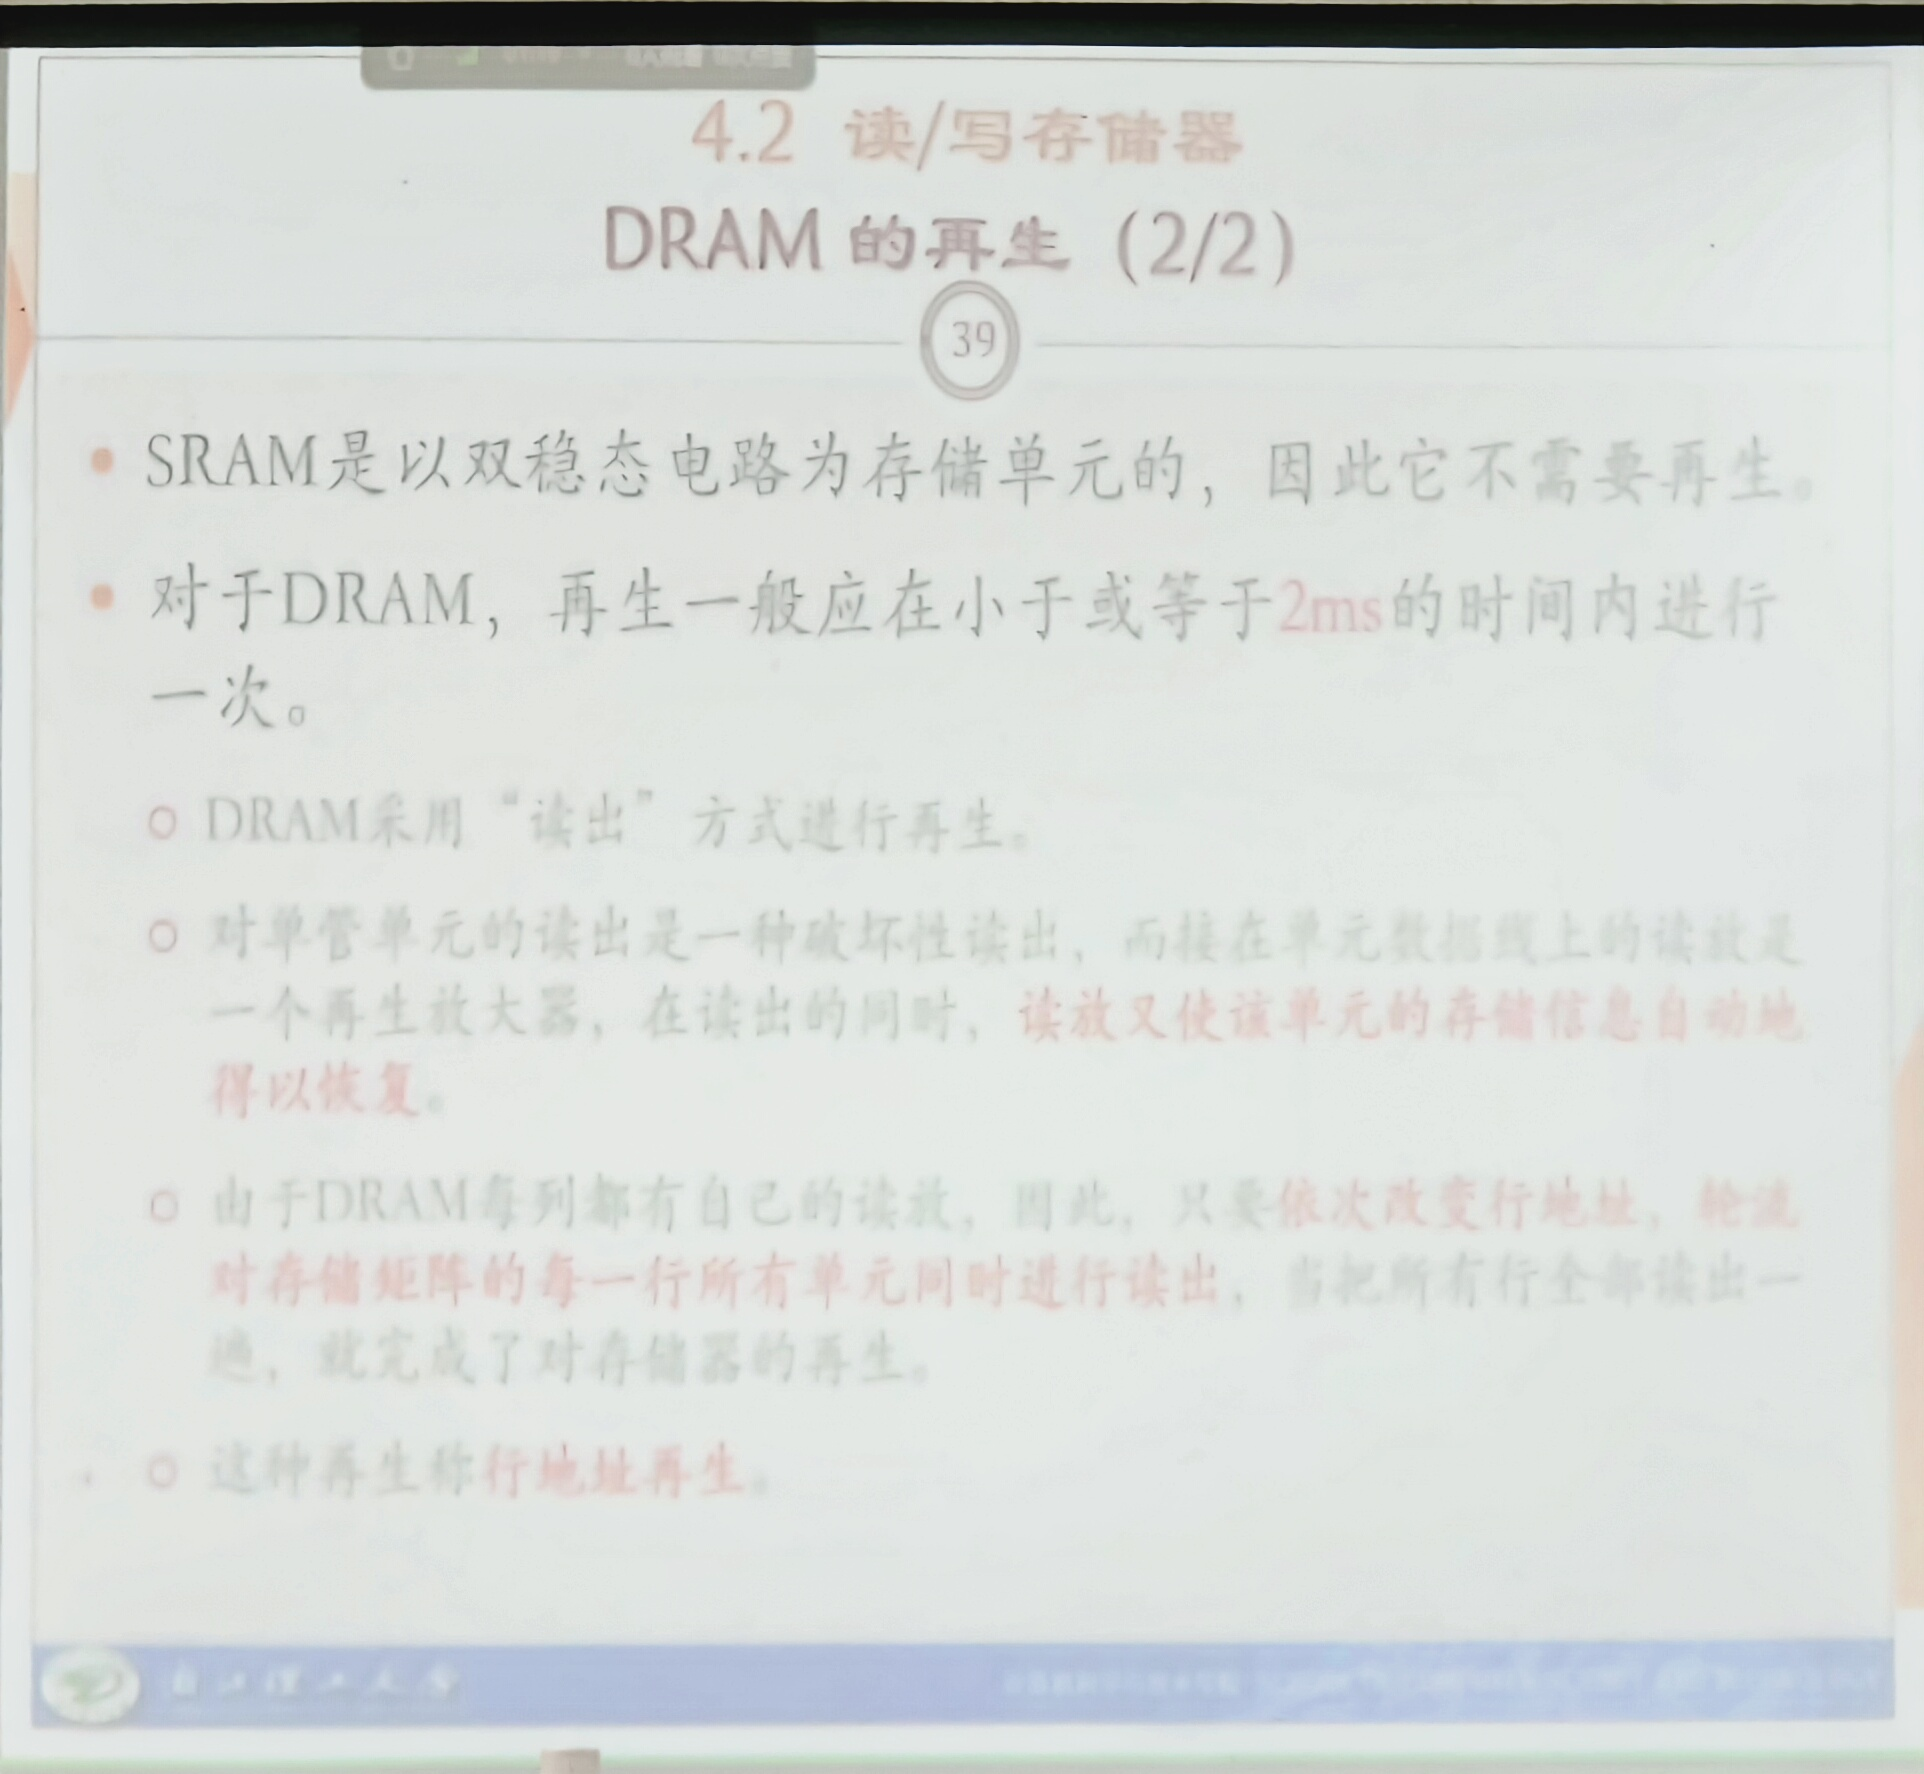 4.2 读/写存储器
DRAM 的再生（2/2）
39
• SRAM是以双稳态电路为存储单元的，因此它不需要再生。
• 对于DRAM，再生一般应在小于或等于2ms的时间内进行
一次。
DRAM采用“读出”方式进行再生。
对单管单元的读出是一种破坏性读出，而接在单元数据线上的读放是
一个再生放大器，在读出的同时，读放又使该单元的存储信息自动地
得以恢复。
由于DRAM每列都有自己的读放，因此，只要依次改变行地址，轮流
对存储矩阵的每一行所有单元同时进行读出，当把所有行全部读出一
遍，就完成了对存储器的再生。
这种再生称行地址再生。